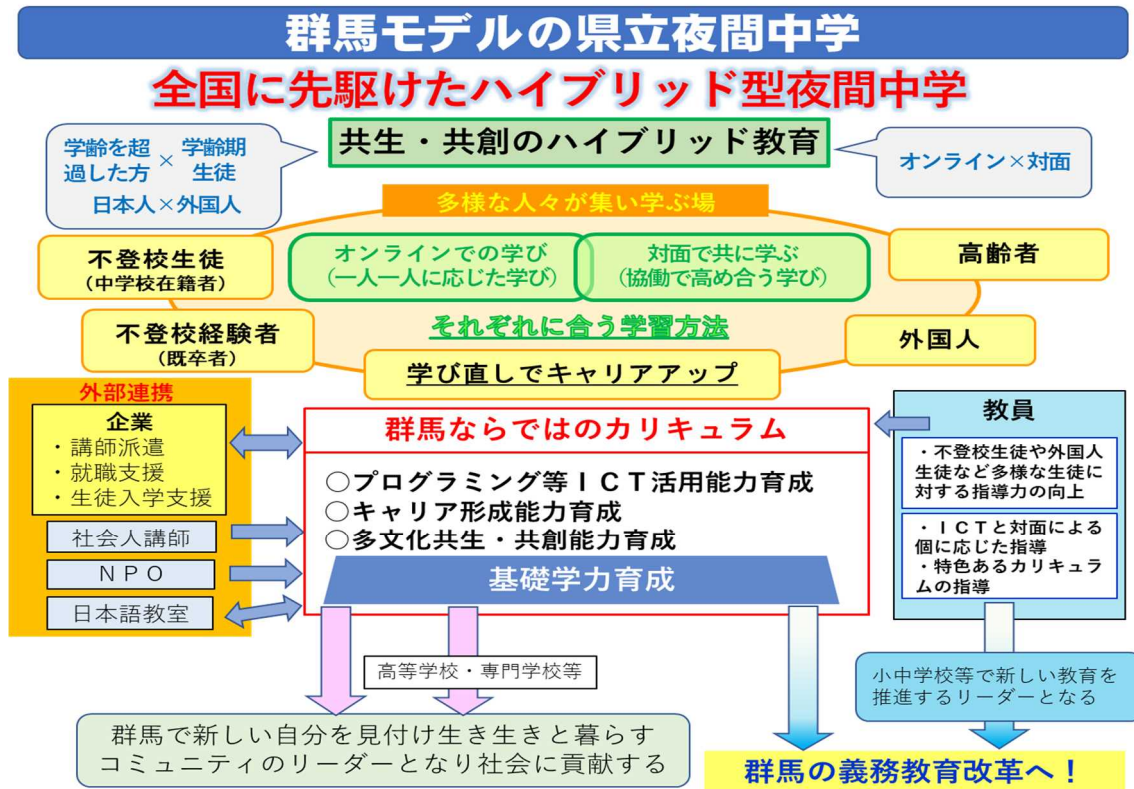 群馬モデルの県立夜間中学
全国に先駆けたハイブリッド型夜間中学
共生・共創のハイブリッド教育
学齢を超過した方×学齢期生徒
日本人×外国人
オンライン×対面
多様な人々が集い学ぶ場
不登校生徒
(中学校在籍者)
オンラインでの学び
(一人一人に応じた学び)
対面で共に学ぶ
(協働で高め合う学び)
高齢者
不登校経験者
(既卒者)
それぞれに合う学習方法
外国人
学び直しでキャリアアップ
外部連携
企業
・講師派遣
・就職支援
・生徒入学支援
社会人講師
NPO
日本語教室
群馬ならではのカリキュラム
○プログラミング等ICT活用能力育成
○キャリア形成能力育成
○多文化共生・共創能力育成
基礎学力育成
教員
・不登校生徒や外国人
生徒など多様な生徒に
対する指導力の向上
・ICTと対面による
個に応じた指導
・特色あるカリキュラ
ムの指導
高等学校・専門学校等
小中学校等で新しい教育を
推進するリーダーとなる
群馬で新しい自分を見付け生き生きと暮らす
コミュニティのリーダーとなり社会に貢献する
群馬の義務教育改革へ！